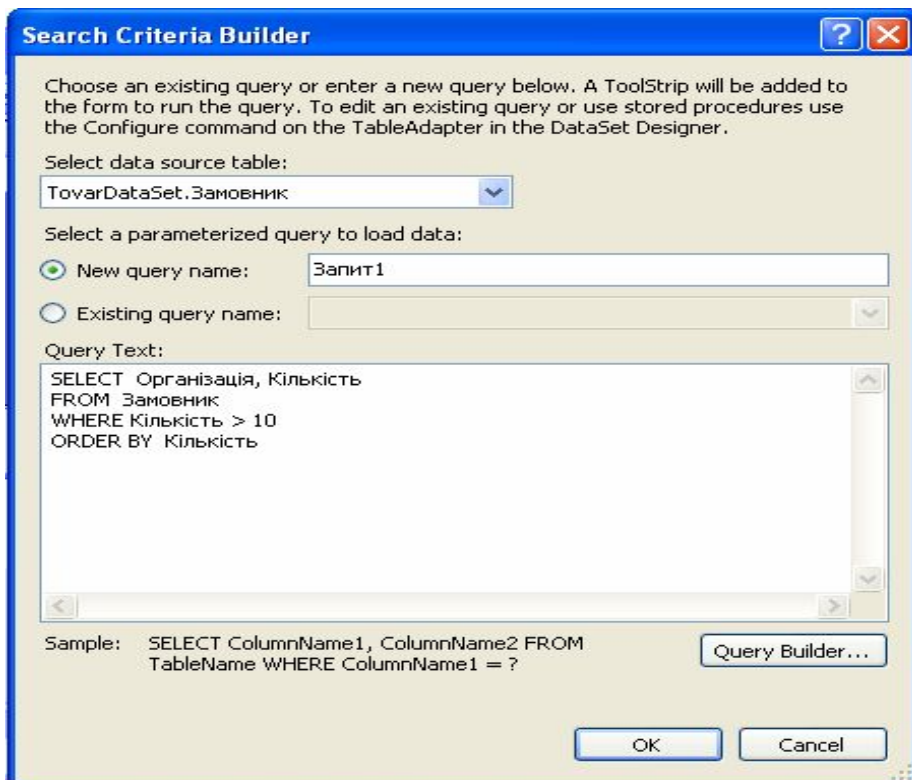 Search Criteria Builder
Choose an existing query or enter a new query below. A ToolStrip will be added to
the form to run the query. To edit an existing query or use stored procedures use
the Configure command on the TableAdapter in the DataSet Designer.
Select data source table:
TovarDataSet.Замовник
Select a parameterized query to load data:
New query name: Запит1
Existing query name:
Query Text:
SELECT Організація, Кількість
FROM Замовник
WHERE Кількість > 10
ORDER BY Кількість
Sample: SELECT ColumnName1, ColumnName2 FROM
TableName WHERE ColumnName1 = ?
Query Builder...
OK Cancel